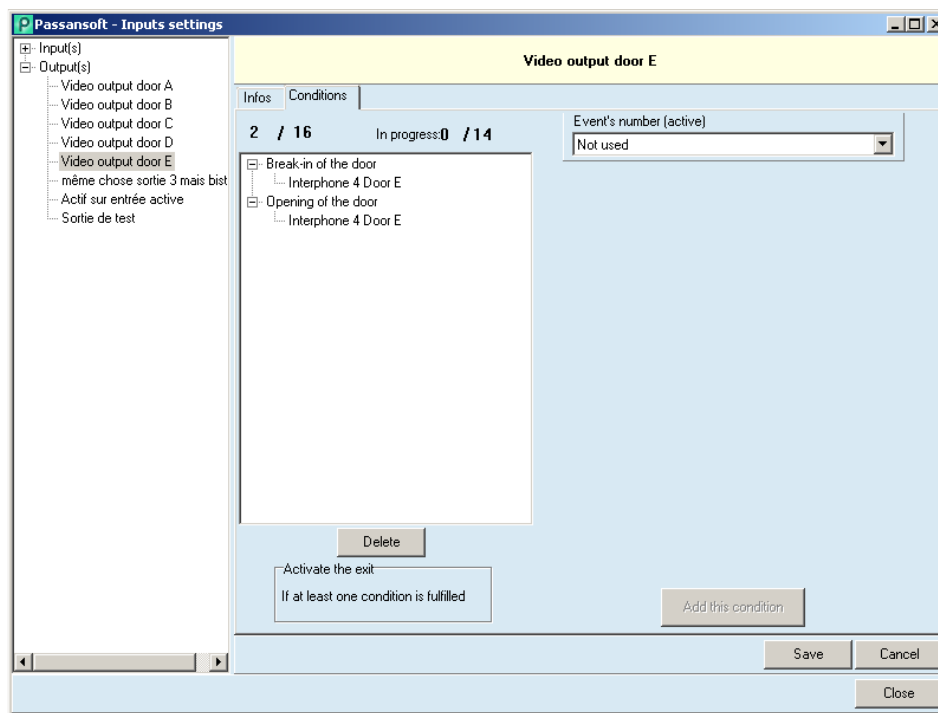 Passansoft - Inputs settings
Input(s)
Output(s)
Video output door A
Video output door B
Video output door C
Video output door D
Video output door E
même chose sortie 3 mais bist
Actif sur entrée active
Sortie de test
Video output door E
Infos
Conditions
2 / 16
In progress:0 /14
Break-in of the door
Interphone 4 Door E
Opening of the door
Interphone 4 Door E
Delete
Activate the exit
If at least one condition is fulfilled
Event's number (active)
Not used
Add this condition
Save
Cancel
Close